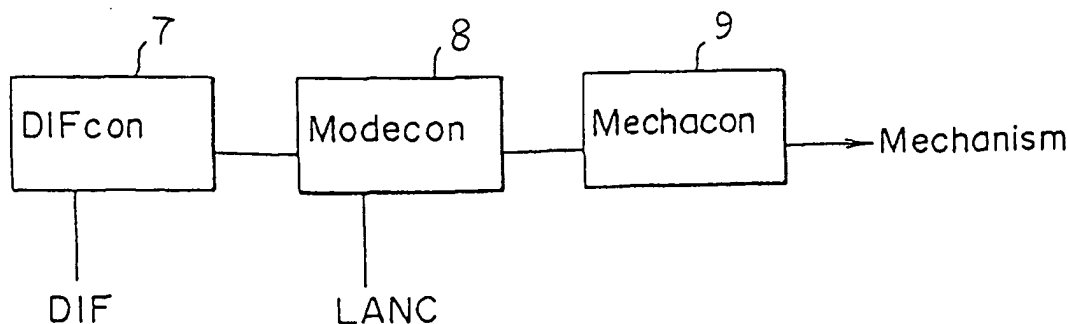 7
8
9
DIFcon
Modecon
Mechacon
Mechanism
DIF
LANC